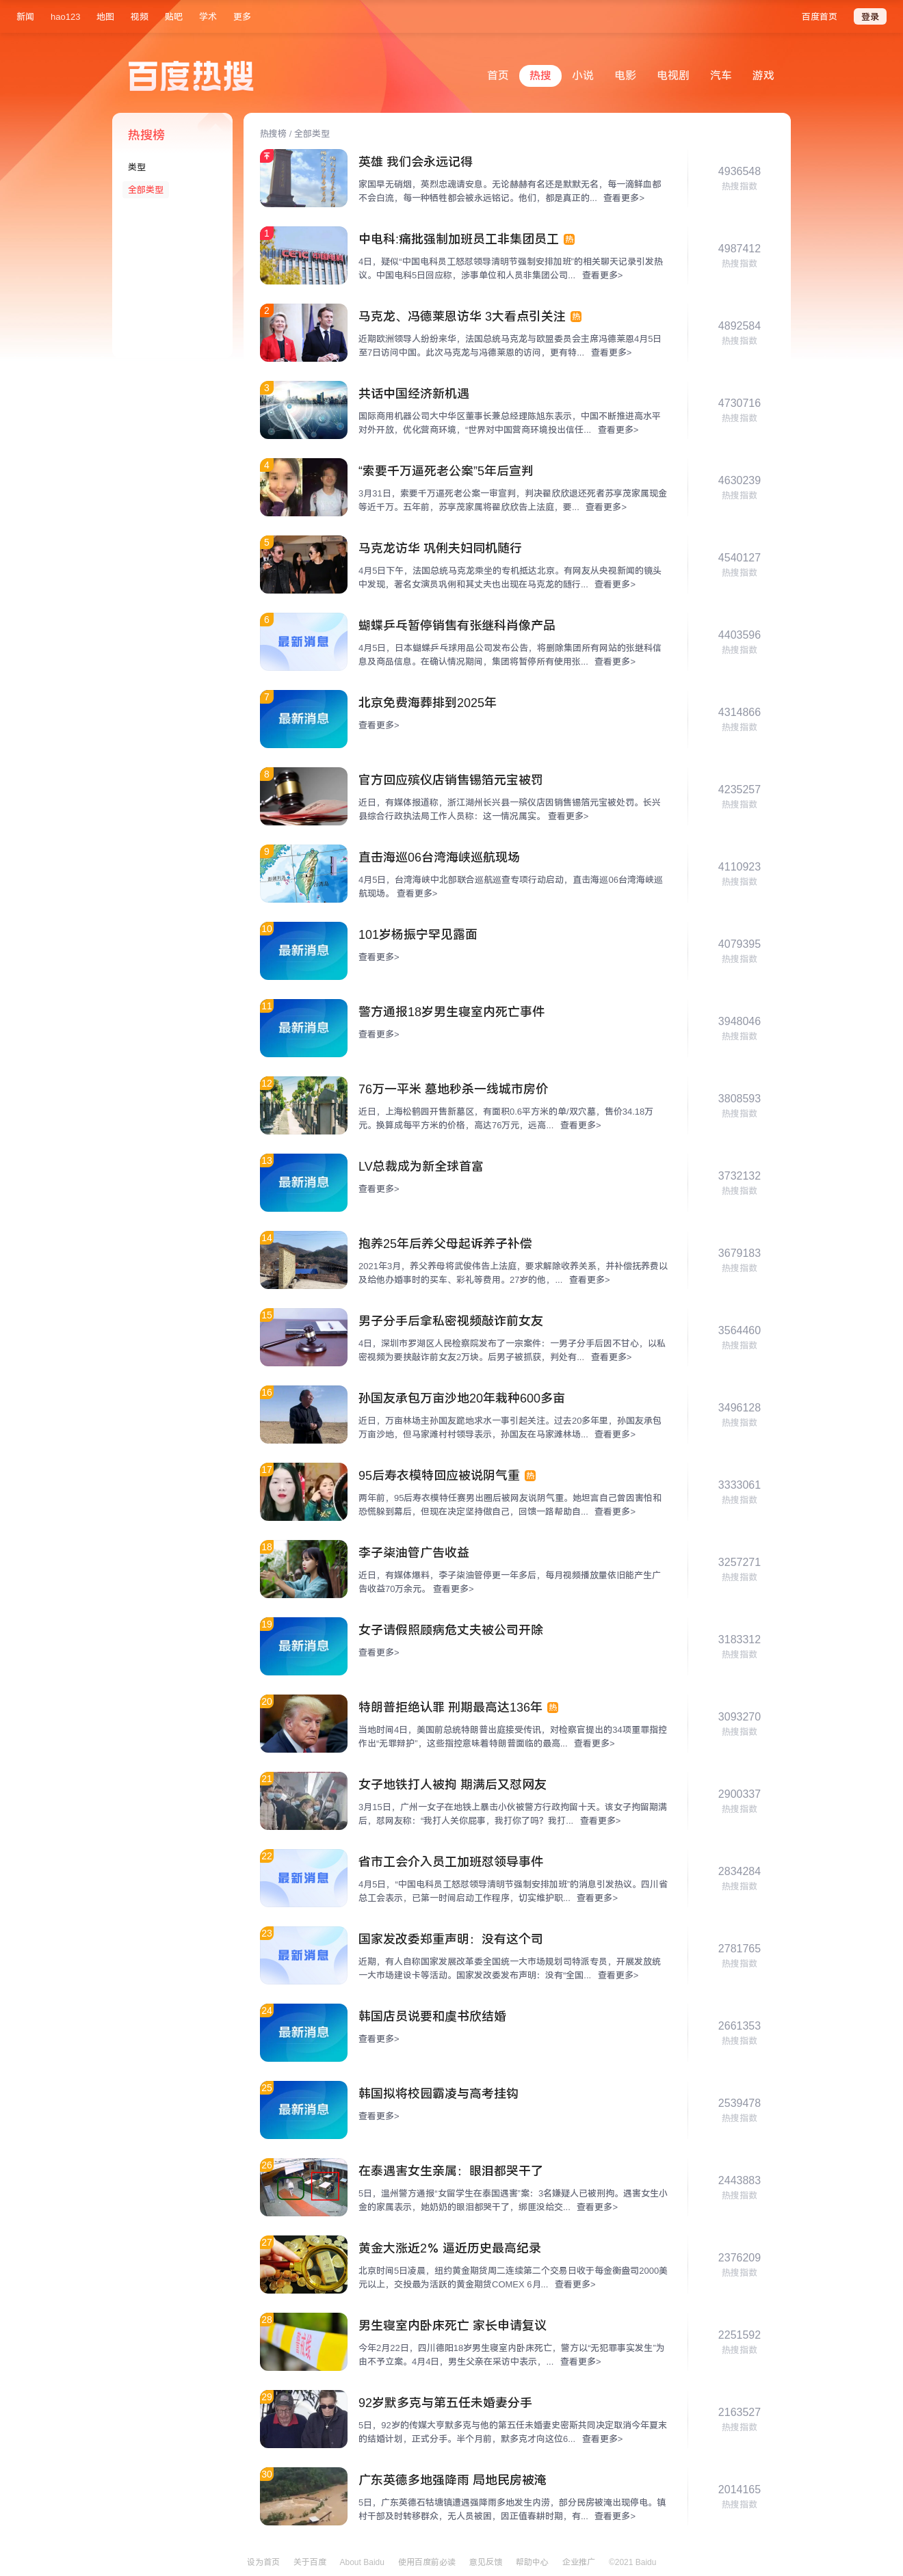 新闻 hao123 地图 视频 贴吧 学术 更多 百度首页 登录
百度热搜
首页 热搜 小说 电影 电视剧 汽车 游戏
热搜榜
类型
全部类型
热搜榜 / 全部类型
英雄 我们会永远记得
家国早无硝烟，英烈忠魂请安息。无论赫赫有名还是默默无名，每一滴鲜血都
不会白流，每一种牺牲都会被永远铭记。他们，都是真正的... 查看更多>
4936548
热搜指数
1
中电科:痛批强制加班员工非集团员工 热
4日，疑似“中国电科员工怒怼领导清明节强制安排加班”的相关聊天记录引发热
议。中国电科5日回应称，涉事单位和人员非集团公司... 查看更多>
4987412
热搜指数
2
马克龙、冯德莱恩访华 3大看点引关注 热
近期欧洲领导人纷纷来华，法国总统马克龙与欧盟委员会主席冯德莱恩4月5日
至7日访问中国。此次马克龙与冯德莱恩的访问，更有特... 查看更多>
4892584
热搜指数
3
共话中国经济新机遇
国际商用机器公司大中华区董事长兼总经理陈旭东表示，中国不断推进高水平
对外开放，优化营商环境，“世界对中国营商环境投出信任... 查看更多>
4730716
热搜指数
4
“索要千万逼死老公案”5年后宣判
3月31日，索要千万逼死老公案一审宣判，判决翟欣欣退还死者苏享茂家属现金
等近千万。五年前，苏享茂家属将翟欣欣告上法庭，要... 查看更多>
4630239
热搜指数
5
马克龙访华 巩俐夫妇同机随行
4月5日下午，法国总统马克龙乘坐的专机抵达北京。有网友从央视新闻的镜头
中发现，著名女演员巩俐和其丈夫也出现在马克龙的随行... 查看更多>
4540127
热搜指数
6
最新消息
蝴蝶乒乓暂停销售有张继科肖像产品
4月5日，日本蝴蝶乒乓球用品公司发布公告，将删除集团所有网站的张继科信
息及商品信息。在确认情况期间，集团将暂停所有使用张... 查看更多>
4403596
热搜指数
7
最新消息
北京免费海葬排到2025年
查看更多>
4314866
热搜指数
8
官方回应殡仪店销售锡箔元宝被罚
近日，有媒体报道称，浙江湖州长兴县一殡仪店因销售锡箔元宝被处罚。长兴
县综合行政执法局工作人员称：这一情况属实。 查看更多>
4235257
热搜指数
9
直击海巡06台湾海峡巡航现场
4月5日，台湾海峡中北部联合巡航巡查专项行动启动，直击海巡06台湾海峡巡
航现场。 查看更多>
4110923
热搜指数
10
最新消息
101岁杨振宁罕见露面
查看更多>
4079395
热搜指数
11
最新消息
警方通报18岁男生寝室内死亡事件
查看更多>
3948046
热搜指数
12
76万一平米 墓地秒杀一线城市房价
近日，上海松鹤园开售新墓区，有面积0.6平方米的单/双穴墓，售价34.18万
元。换算成每平方米的价格，高达76万元，远高... 查看更多>
3808593
热搜指数
13
最新消息
LV总裁成为新全球首富
查看更多>
3732132
热搜指数
14
抱养25年后养父母起诉养子补偿
2021年3月，养父养母将武俊伟告上法庭，要求解除收养关系，并补偿抚养费以
及给他办婚事时的买车、彩礼等费用。27岁的他，... 查看更多>
3679183
热搜指数
15
男子分手后拿私密视频敲诈前女友
4日，深圳市罗湖区人民检察院发布了一宗案件：一男子分手后因不甘心，以私
密视频为要挟敲诈前女友2万块。后男子被抓获，判处有... 查看更多>
3564460
热搜指数
16
孙国友承包万亩沙地20年栽种600多亩
近日，万亩林场主孙国友跪地求水一事引起关注。过去20多年里，孙国友承包
万亩沙地，但马家滩村村领导表示，孙国友在马家滩林场... 查看更多>
3496128
热搜指数
17
95后寿衣模特回应被说阴气重 热
两年前，95后寿衣模特任赛男出圈后被网友说阴气重。她坦言自己曾因害怕和
恐慌躲到幕后，但现在决定坚持做自己，回馈一路帮助自... 查看更多>
3333061
热搜指数
18
李子柒油管广告收益
近日，有媒体爆料，李子柒油管停更一年多后，每月视频播放量依旧能产生广
告收益70万余元。 查看更多>
3257271
热搜指数
19
最新消息
女子请假照顾病危丈夫被公司开除
查看更多>
3183312
热搜指数
20
特朗普拒绝认罪 刑期最高达136年 热
当地时间4日，美国前总统特朗普出庭接受传讯，对检察官提出的34项重罪指控
作出“无罪辩护”，这些指控意味着特朗普面临的最高... 查看更多>
3093270
热搜指数
21
女子地铁打人被拘 期满后又怼网友
3月15日，广州一女子在地铁上暴击小伙被警方行政拘留十天。该女子拘留期满
后，怼网友称：“我打人关你屁事，我打你了吗？我打... 查看更多>
2900337
热搜指数
22
最新消息
省市工会介入员工加班怼领导事件
4月5日，“中国电科员工怒怼领导清明节强制安排加班”的消息引发热议。四川省
总工会表示，已第一时间启动工作程序，切实维护职... 查看更多>
2834284
热搜指数
23
最新消息
国家发改委郑重声明：没有这个司
近期，有人自称国家发展改革委全国统一大市场规划司特派专员，开展发放统
一大市场建设卡等活动。国家发改委发布声明：没有“全国... 查看更多>
2781765
热搜指数
24
最新消息
韩国店员说要和虞书欣结婚
查看更多>
2661353
热搜指数
25
最新消息
韩国拟将校园霸凌与高考挂钩
查看更多>
2539478
热搜指数
26
在泰遇害女生亲属：眼泪都哭干了
5日，温州警方通报“女留学生在泰国遇害”案：3名嫌疑人已被刑拘。遇害女生小
金的家属表示，她奶奶的眼泪都哭干了，绑匪没给交... 查看更多>
2443883
热搜指数
27
黄金大涨近2% 逼近历史最高纪录
北京时间5日凌晨，纽约黄金期货周二连续第二个交易日收于每金衡盎司2000美
元以上，交投最为活跃的黄金期货COMEX 6月... 查看更多>
2376209
热搜指数
28
男生寝室内卧床死亡 家长申请复议
今年2月22日，四川德阳18岁男生寝室内卧床死亡，警方以“无犯罪事实发生”为
由不予立案。4月4日，男生父亲在采访中表示，... 查看更多>
2251592
热搜指数
29
92岁默多克与第五任未婚妻分手
5日，92岁的传媒大亨默多克与他的第五任未婚妻史密斯共同决定取消今年夏末
的结婚计划，正式分手。半个月前，默多克才向这位6... 查看更多>
2163527
热搜指数
30
广东英德多地强降雨 局地民房被淹
5日，广东英德石牯塘镇遭遇强降雨多地发生内涝，部分民房被淹出现停电。镇
村干部及时转移群众，无人员被困，因正值春耕时期，有... 查看更多>
2014165
热搜指数
设为首页 关于百度 About Baidu 使用百度前必读 意见反馈 帮助中心 企业推广 ©2021 Baidu